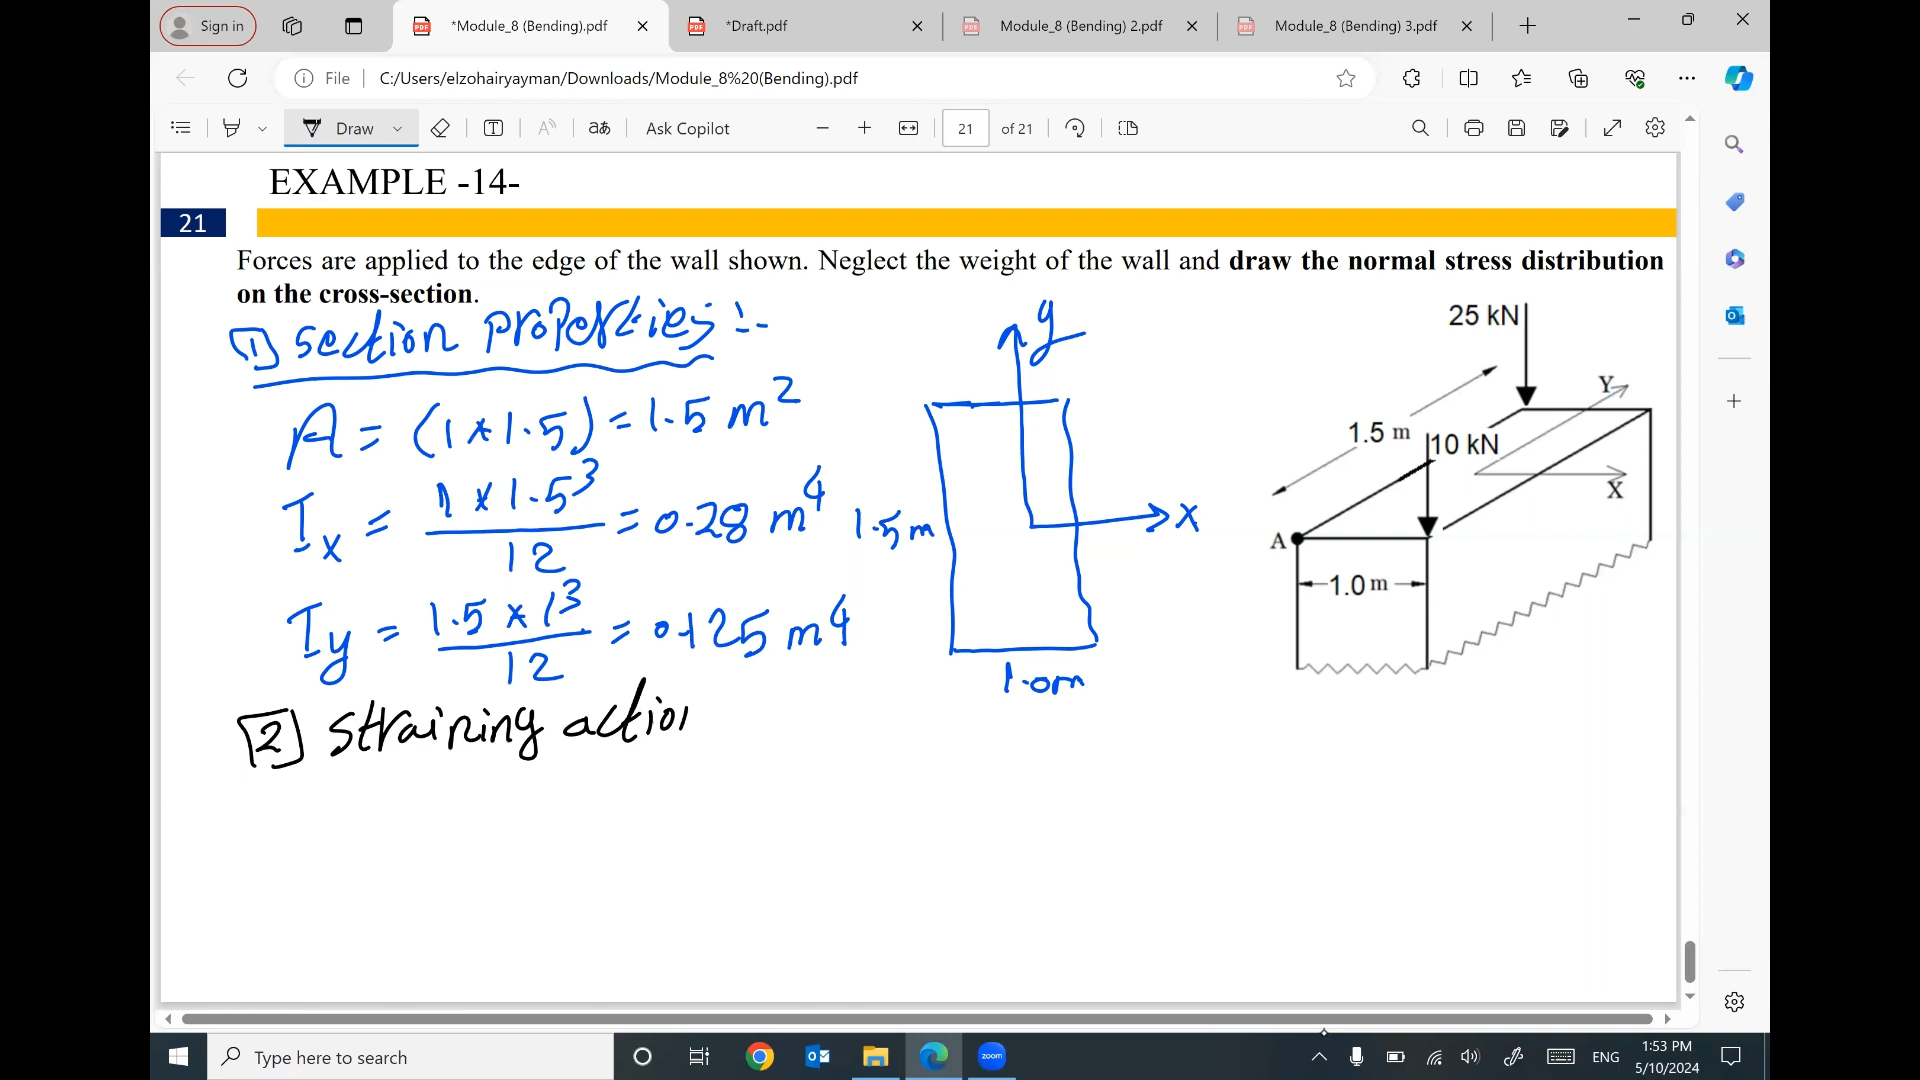 Sign in
*Module_8 (Bending).pdf
*Draft.pdf
Module_8 (Bending) 2.pdf
Module_8 (Bending) 3.pdf
File
C:/Users/elzohairyayman/Downloads/Module_8%20(Bending).pdf
Draw
aあ
Ask Copilot
21
of 21
EXAMPLE -14-
21
Forces are applied to the edge of the wall shown. Neglect the weight of the wall and draw the normal stress distribution
on the cross-section.
1 section properties :-
A = (1*1.5) = 1.5 m²
Ix = 1*1.5³ / 12 = 0.28 m⁴
Iy = 1.5*1³ / 12 = 0.125 m⁴
2 straining action
y
x
1.5 m
1.0m
25 kN
Y
1.5 m
10 kN
X
A
1.0 m
Type here to search
zoom
ENG
1:53 PM
5/10/2024